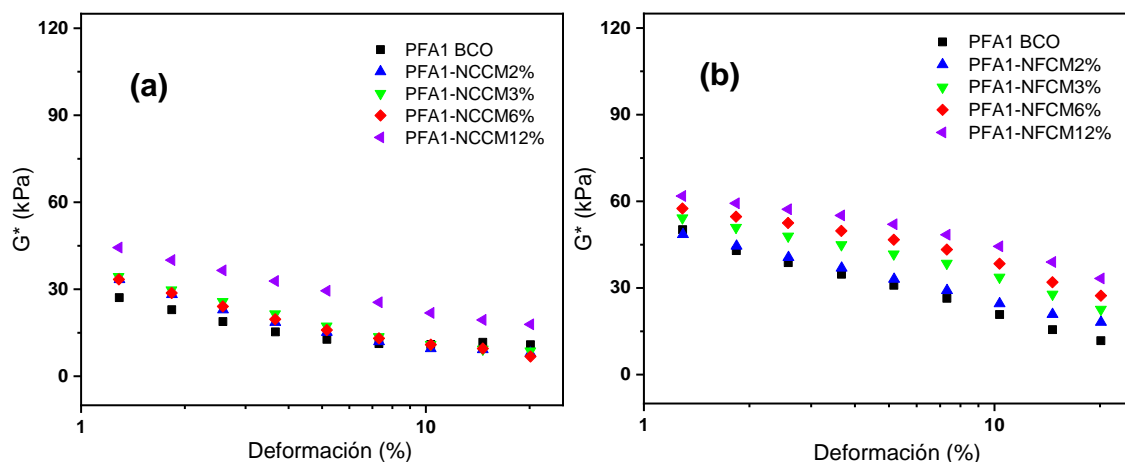 (a)
PFA1 BCO
PFA1-NCCM2%
PFA1-NCCM3%
PFA1-NCCM6%
PFA1-NCCM12%
G* (kPa)
120
90
60
30
0
1
10
Deformación (%)
(b)
PFA1 BCO
PFA1-NFCM2%
PFA1-NFCM3%
PFA1-NFCM6%
PFA1-NFCM12%
G* (kPa)
120
90
60
30
0
1
10
Deformación (%)